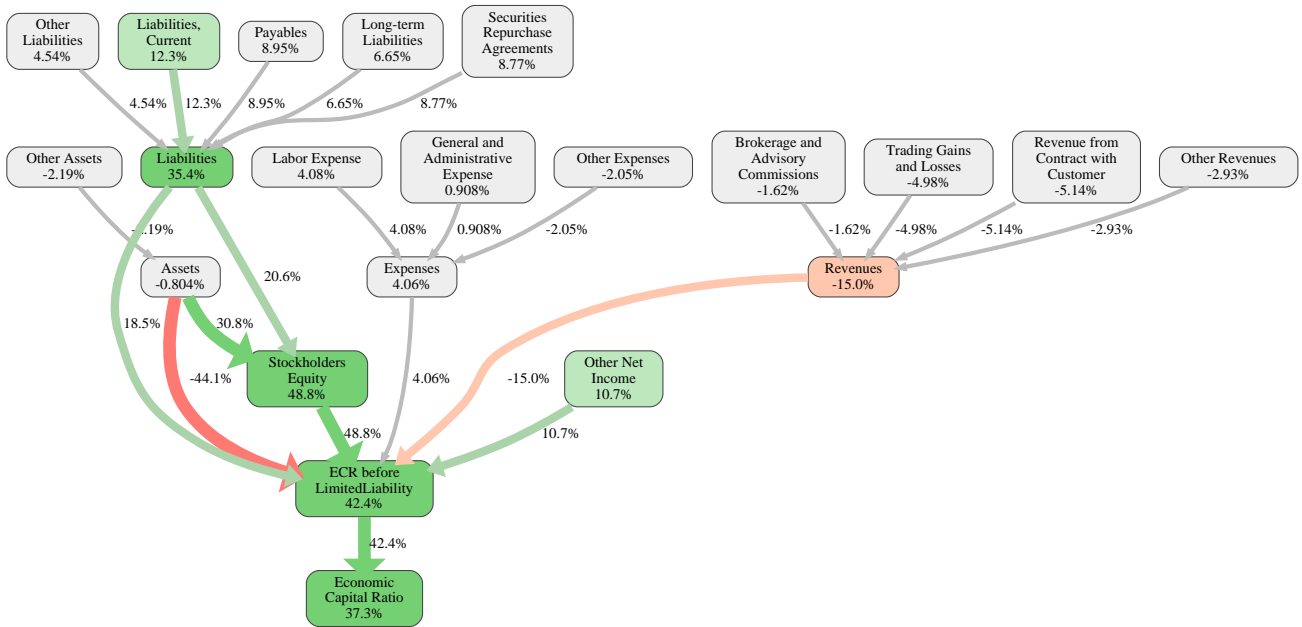 Other
Liabilities
4.54%
Liabilities,
Current
12.3%
Payables
8.95%
Long-term
Liabilities
6.65%
Securities
Repurchase
Agreements
8.77%
4.54%
12.3%
8.95%
6.65%
8.77%
Other Assets
-2.19%
Liabilities
35.4%
Labor Expense
4.08%
General and
Administrative
Expense
0.908%
Other Expenses
-2.05%
Brokerage and
Advisory
Commissions
-1.62%
Trading Gains
and Losses
-4.98%
Revenue from
Contract with
Customer
-5.14%
Other Revenues
-2.93%
-2.19%
4.08%
0.908%
-2.05%
-1.62%
-4.98%
-5.14%
-2.93%
Assets
-0.804%
20.6%
Expenses
4.06%
Revenues
-15.0%
18.5%
30.8%
-44.1%
Stockholders
Equity
48.8%
4.06%
-15.0%
Other Net
Income
10.7%
48.8%
10.7%
ECR before
LimitedLiability
42.4%
42.4%
Economic
Capital Ratio
37.3%